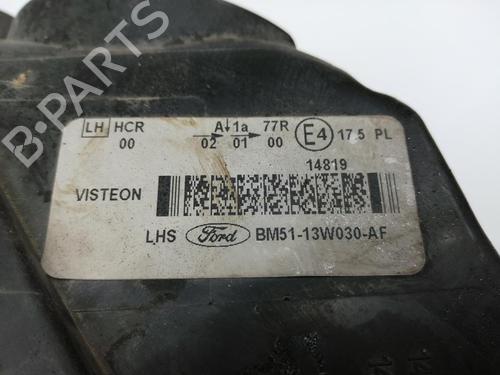 LH HCR A↓1a 77R E4 17.5 PL
00 02 01 00
14819
VISTEON
LHS Ford BM51-13W030-AF
B-PARTS